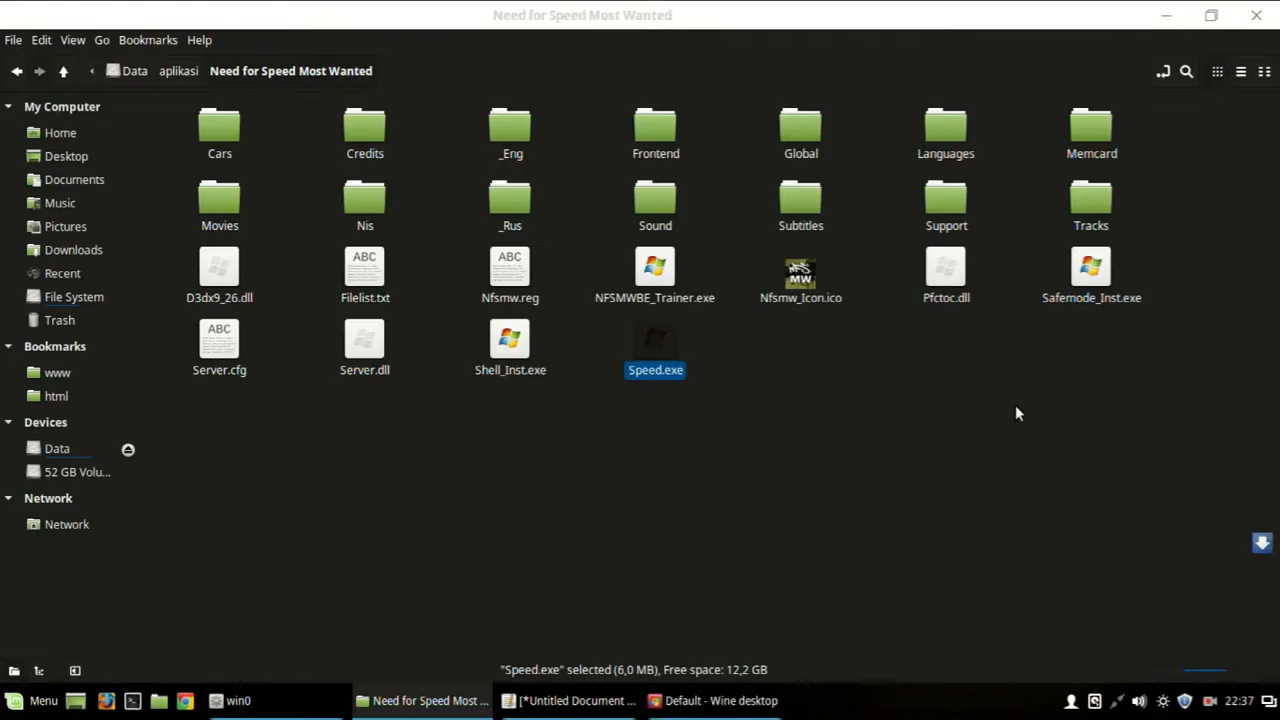 Need for Speed Most Wanted
File Edit View Go Bookmarks Help
Data aplikasi Need for Speed Most Wanted
My Computer
Home
Desktop
Documents
Music
Pictures
Downloads
Recent
File System
Trash
Bookmarks
www
html
Devices
Data
52 GB Volu...
Network
Network
Cars Credits _Eng Frontend Global Languages Memcard
Movies Nis _Rus Sound Subtitles Support Tracks
ABC ABC NFS MW
D3dx9_26.dll Filelist.txt Nfsmw.reg NFSMWBE_Trainer.exe Nfsmw_Icon.ico Pfctoc.dll Safemode_Inst.exe
ABC
Server.cfg Server.dll Shell_Inst.exe Speed.exe
"Speed.exe" selected (6,0 MB), Free space: 12,2 GB
Menu win0 Need for Speed Most ... [*Untitled Document ... Default - Wine desktop 22:37